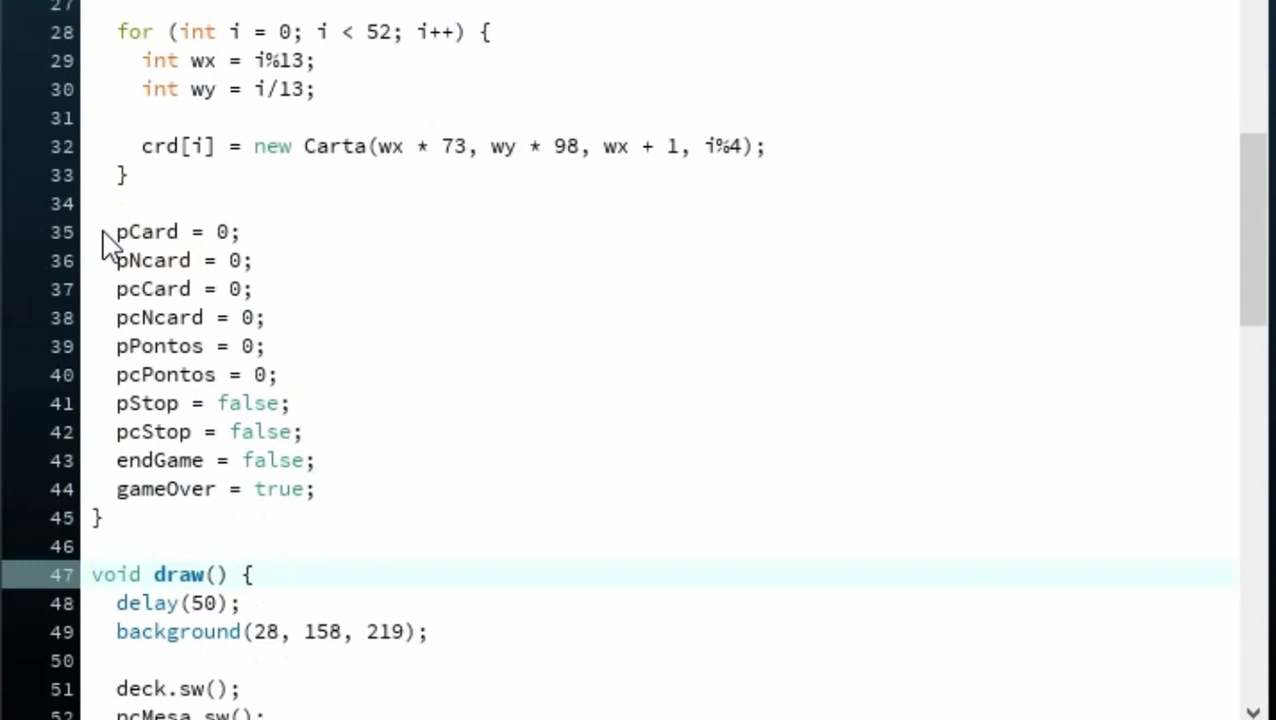 27
28 for (int i = 0; i < 52; i++) {
29 int wx = i%13;
30 int wy = i/13;
31
32 crd[i] = new Carta(wx * 73, wy * 98, wx + 1, i%4);
33 }
34
35 pCard = 0;
36 pNcard = 0;
37 pcCard = 0;
38 pcNcard = 0;
39 pPontos = 0;
40 pcPontos = 0;
41 pStop = false;
42 pcStop = false;
43 endGame = false;
44 gameOver = true;
45 }
46
47 void draw() {
48 delay(50);
49 background(28, 158, 219);
50
51 deck.sw();
52 pcMesa.sw();